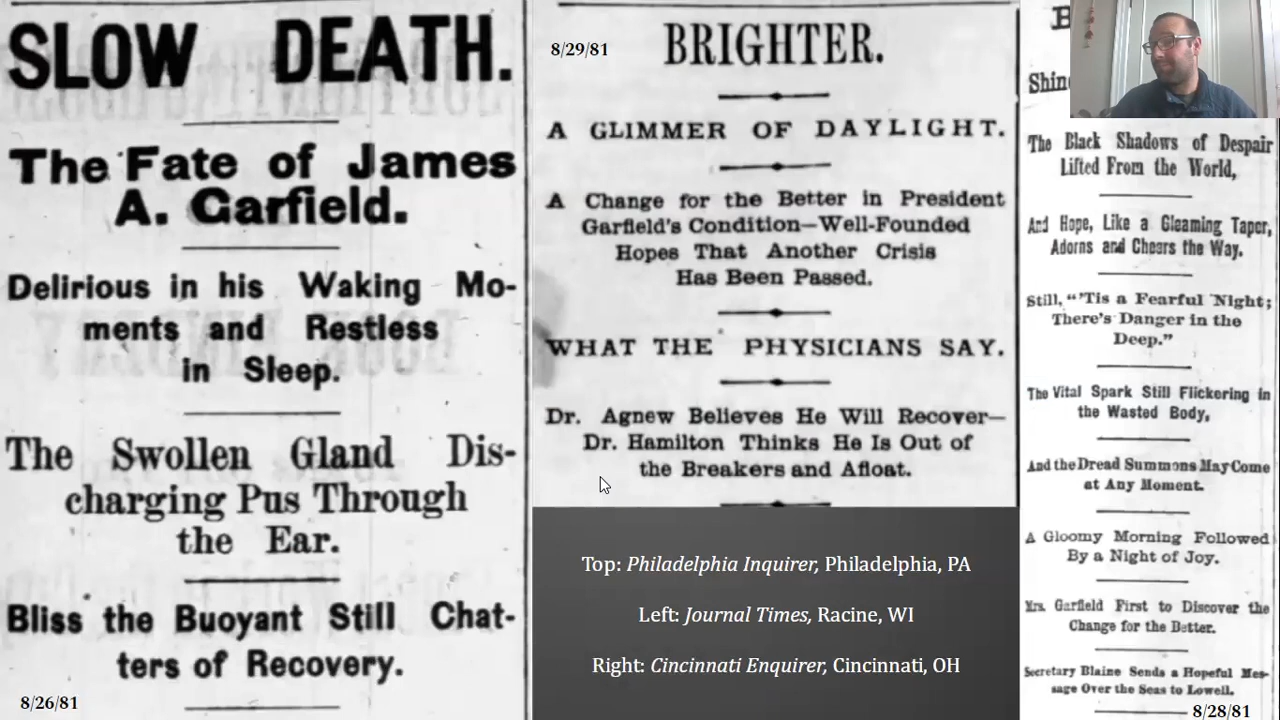 SLOW DEATH.
The Fate of James
A. Garfield.
Delirious in his Waking Mo-
ments and Restless
in Sleep.
The Swollen Gland Dis-
charging Pus Through
the Ear.
Bliss the Buoyant Still Chat-
ters of Recovery.
8/26/81
8/29/81
BRIGHTER.
A GLIMMER OF DAYLIGHT.
A Change for the Better in President
Garfield's Condition—Well-Founded
Hopes That Another Crisis
Has Been Passed.
WHAT THE PHYSICIANS SAY.
Dr. Agnew Believes He Will Recover—
Dr. Hamilton Thinks He Is Out of
the Breakers and Afloat.
Top: Philadelphia Inquirer, Philadelphia, PA
Left: Journal Times, Racine, WI
Right: Cincinnati Enquirer, Cincinnati, OH
The Black Shadows of Despair
Lifted From the World,
And Hope, Like a Gleaming Taper,
Adorns and Cheers the Way.
Still, "'Tis a Fearful Night;
There's Danger in the
Deep."
The Vital Spark Still Flickering in
the Wasted Body,
And the Dread Summons May Come
at Any Moment.
A Gloomy Morning Followed
By a Night of Joy.
Mrs. Garfield First to Discover the
Change for the Better.
Secretary Blaine Sends a Hopeful Mes-
sage Over the Seas to Lowell.
8/28/81